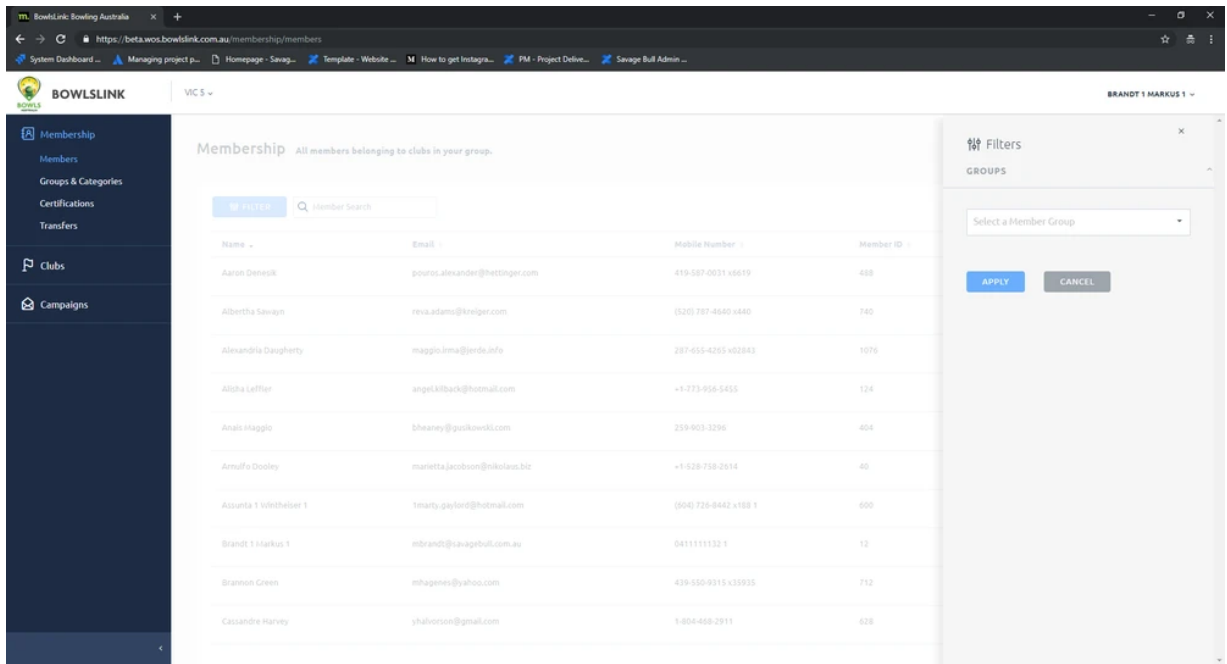 m. BowlsLink: Bowling Australia × +
https://beta.wos.bowlslink.com.au/membership/members
System Dashboard ... Managing project p... Homepage - Savag... Template - Website ... M How to get Instagra... PM - Project Delive... Savage Bull Admin ...
BOWLS BOWLSLINK VIC 5 BRANDT 1 MARKUS 1
Membership
Members
Groups & Categories
Certifications
Transfers
Clubs
Campaigns
Membership All members belonging to clubs in your group.
FILTER Member Search
Name Email Mobile Number Member ID
Aaron Denesik pouros.alexander@hettinger.com 419-587-0031 x6619 488
Albertha Sawayn reva.adams@kreiger.com (520) 787-4640 x440 740
Alexandria Daugherty maggio.irma@jerde.info 287-655-4265 x02843 1076
Alisha Leffler angel.kilback@hotmail.com +1-773-956-5455 124
Anais Maggio bheaney@gusikowski.com 259-903-3296 404
Arnulfo Dooley marietta.jacobson@nikolaus.biz +1-528-758-2614 40
Assunta 1 Wintheiser 1 1marty.gaylord@hotmail.com (604) 726-8442 x188 1 600
Brandt 1 Markus 1 mbrandt@savagebull.com.au 0411111132 1 12
Brannon Green mhagenes@yahoo.com 439-550-9315 x35935 712
Cassandre Harvey yhalvorson@gmail.com 1-804-468-2911 628
Filters
GROUPS
Select a Member Group
APPLY CANCEL